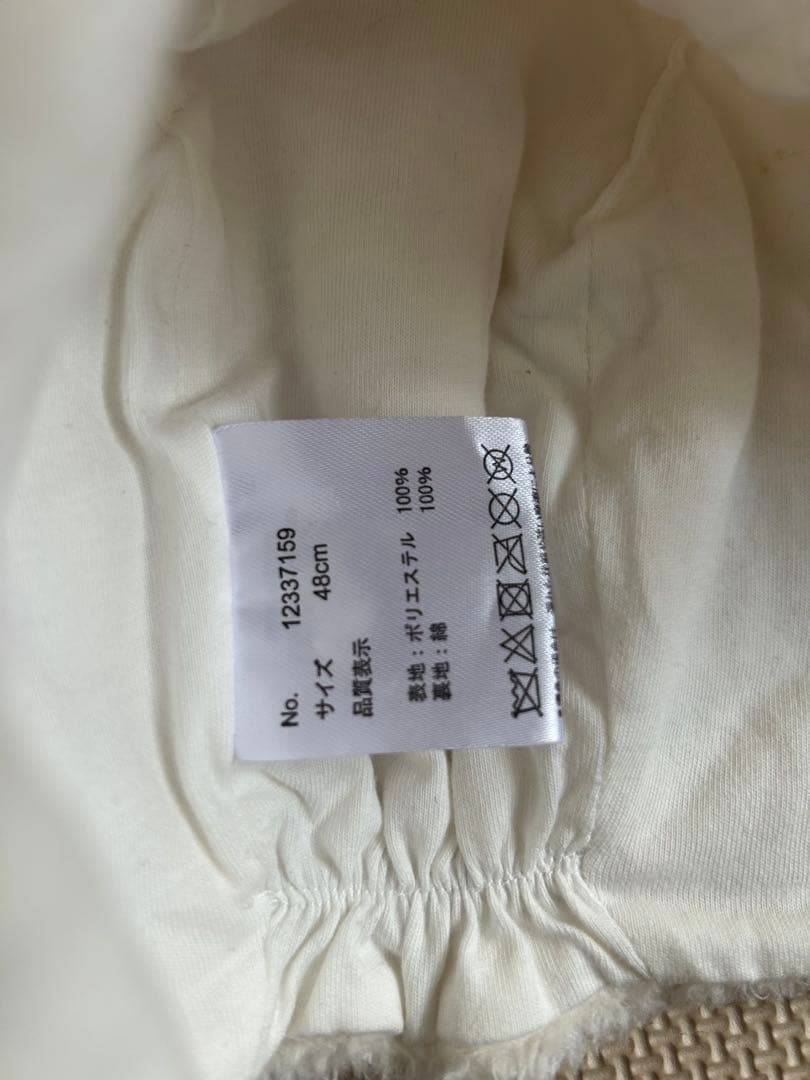 No. 12337159
サイズ 48cm
品質表示
表地：ポリエステル 100%
裏地：綿 100%